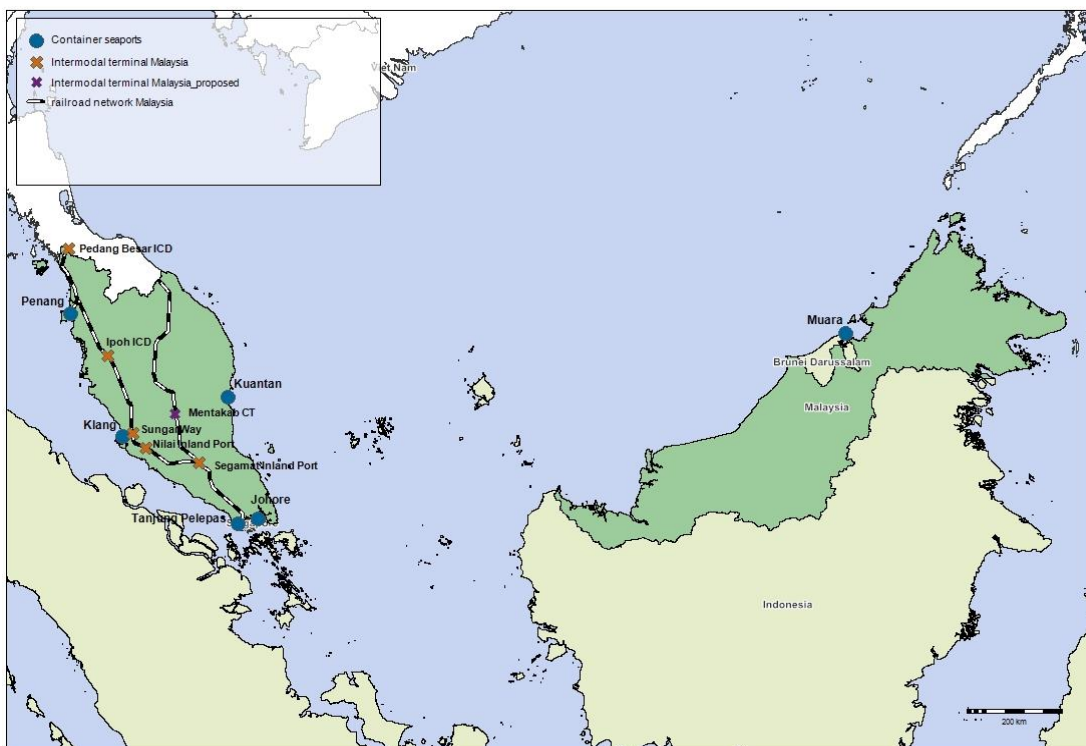 Container seaports
Intermodal terminal Malaysia
Intermodal terminal Malaysia_proposed
railroad network Malaysia
Pedang Besar ICD
Penang
Ipoh ICD
Kuantan
Mentakab CT
Klang
Sungai Way
Nilai Inland Port
Segamat Inland Port
Johore
Tanjung Pelepas
Muara
Brunei Darussalam
Malaysia
Indonesia
200 km